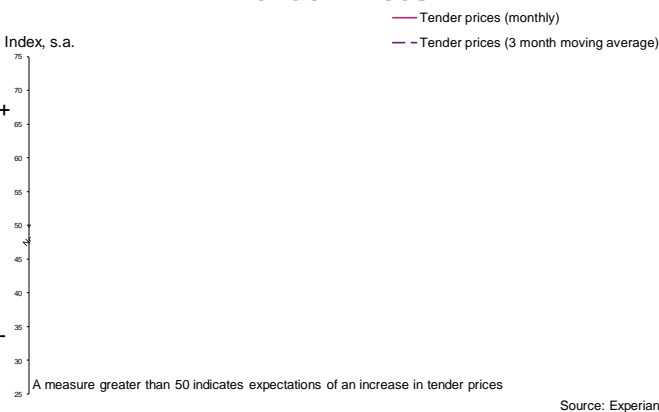 Tender prices (monthly)
Index, s.a.
Tender prices (3 month moving average)
75
70
+
65
60
55
50
45
40
35
-
30
25
A measure greater than 50 indicates expectations of an increase in tender prices
Source: Experian